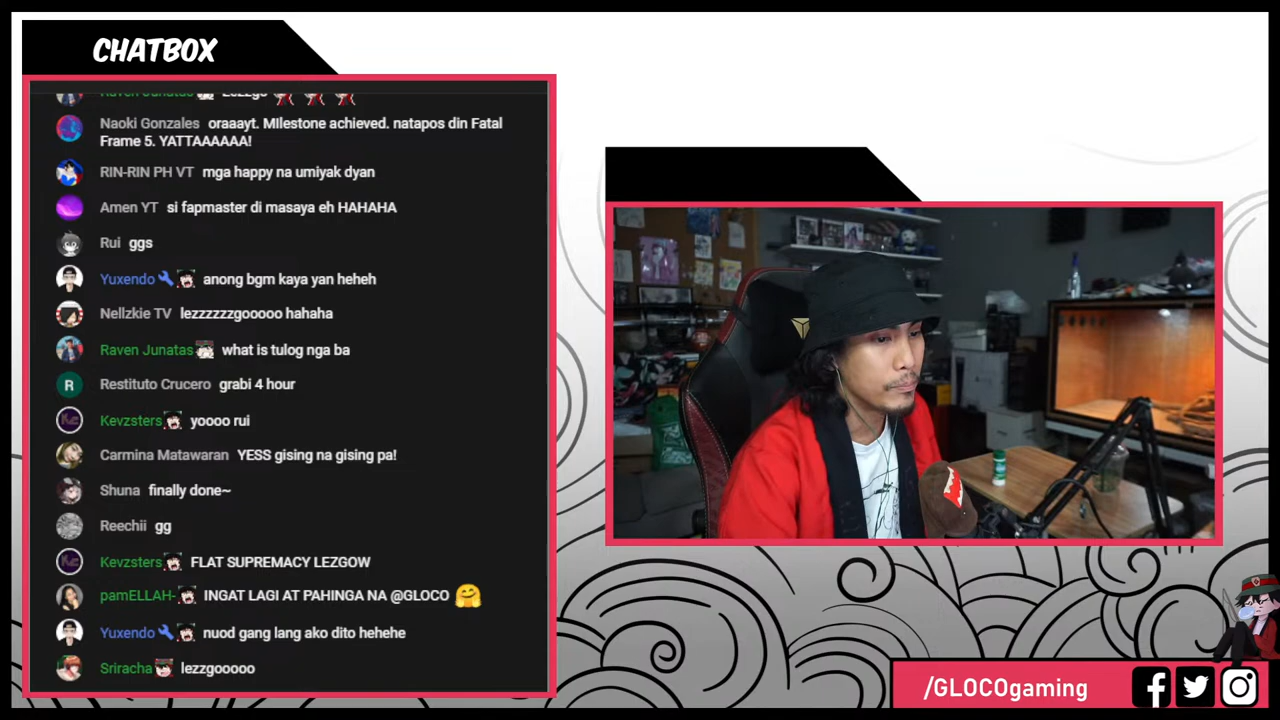 CHATBOX
Raven Junatas Lezzgo
Naoki Gonzales oraaayt. MIlestone achieved. natapos din Fatal
Frame 5. YATTAAAAAA!
RIN-RIN PH VT mga happy na umiyak dyan
Amen YT si fapmaster di masaya eh HAHAHA
Rui ggs
Yuxendo anong bgm kaya yan heheh
Nellzkie TV lezzzzzzgooooo hahaha
Raven Junatas what is tulog nga ba
R Restituto Crucero grabi 4 hour
Kevzsters yoooo rui
Carmina Matawaran YESS gising na gising pa!
Shuna finally done~
Reechii gg
Kevzsters FLAT SUPREMACY LEZGOW
pamELLAH- INGAT LAGI AT PAHINGA NA @GLOCO 🤗
Yuxendo nuod gang lang ako dito hehehe
Sriracha lezzgooooo
/GLOCOgaming